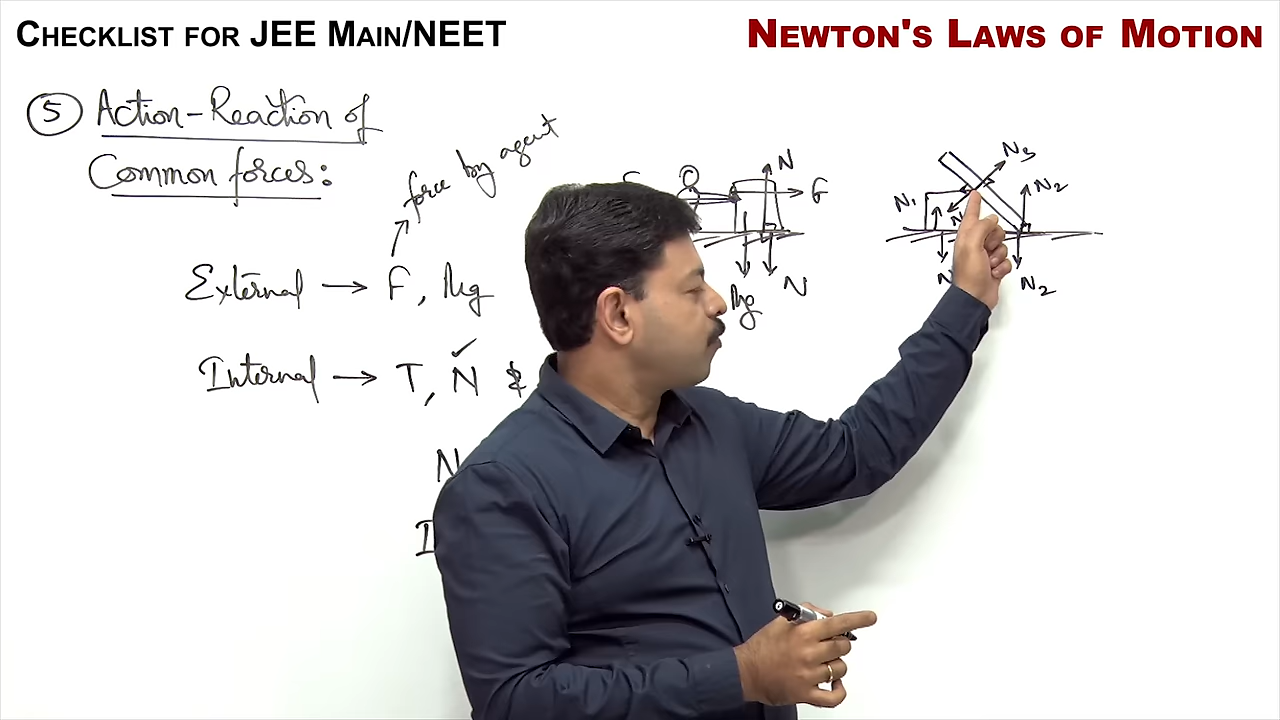 CHECKLIST FOR JEE MAIN/NEET
NEWTON'S LAWS OF MOTION
5 Action-Reaction of
Common forces:
force by agent
External → F, Mg
Internal → T, N &
N
I
N
F
Mg
N
N3
N1
N2
N
N
N2